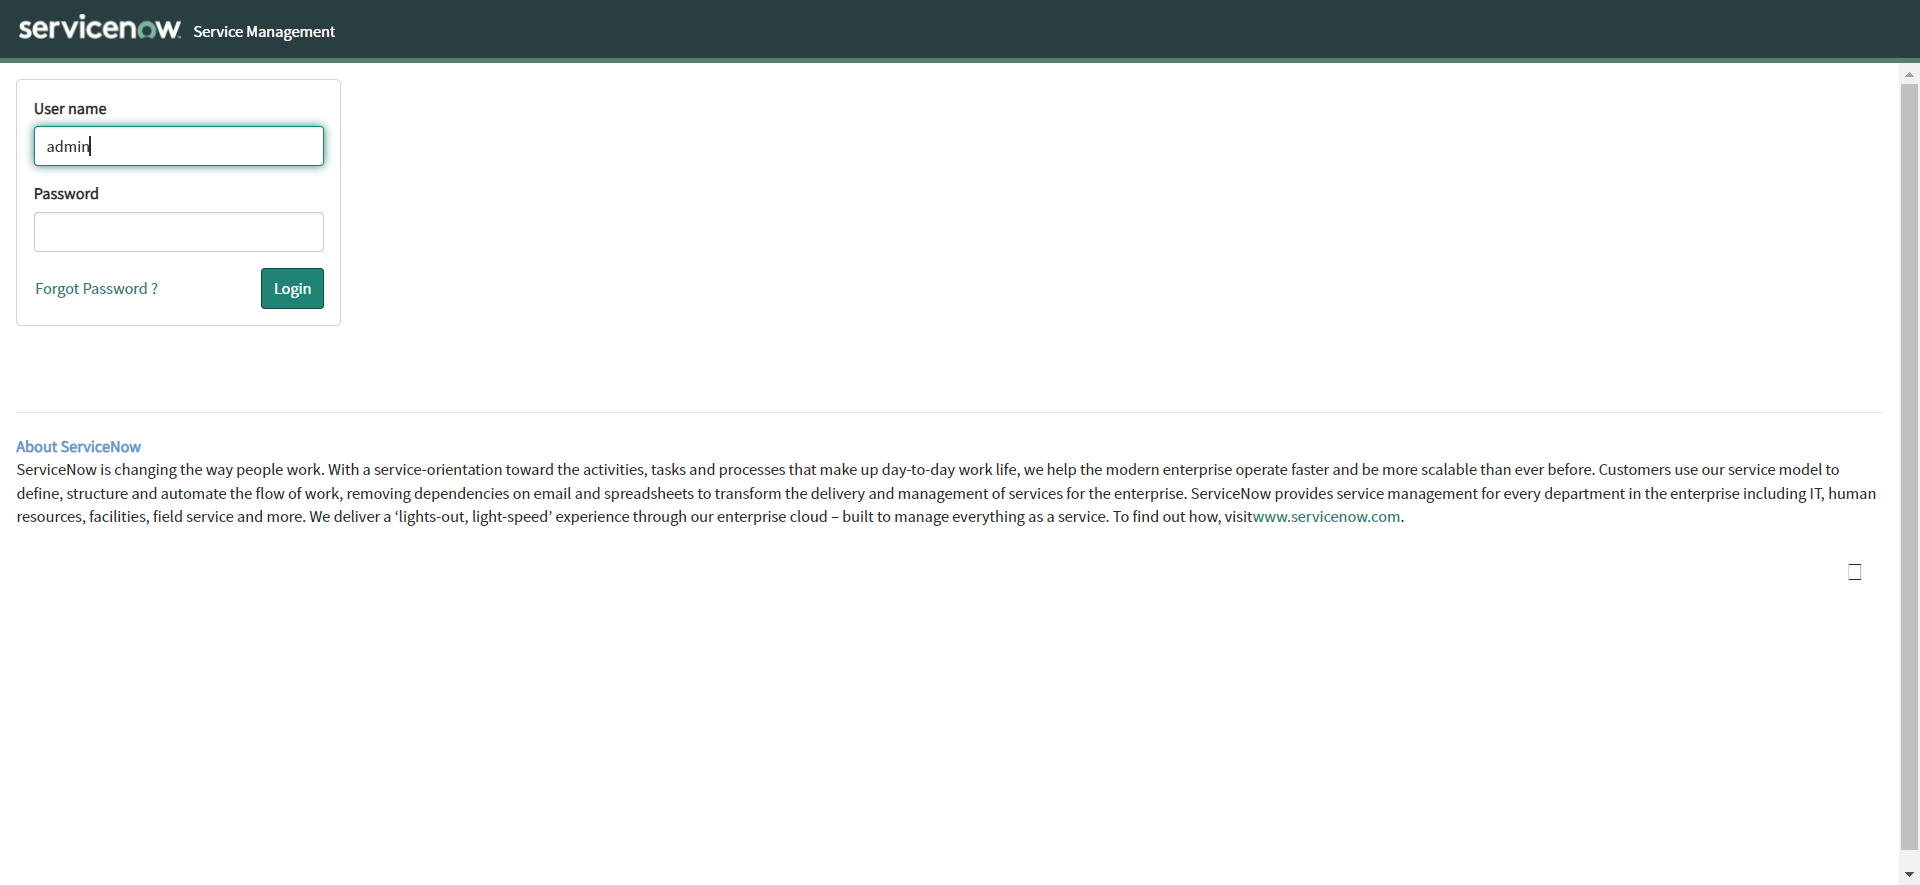 servicenow. Service Management
User name
admin
Password
Forgot Password ?
Login
About ServiceNow
ServiceNow is changing the way people work. With a service-orientation toward the activities, tasks and processes that make up day-to-day work life, we help the modern enterprise operate faster and be more scalable than ever before. Customers use our service model to
define, structure and automate the flow of work, removing dependencies on email and spreadsheets to transform the delivery and management of services for the enterprise. ServiceNow provides service management for every department in the enterprise including IT, human
resources, facilities, field service and more. We deliver a ‘lights-out, light-speed’ experience through our enterprise cloud – built to manage everything as a service. To find out how, visitwww.servicenow.com.